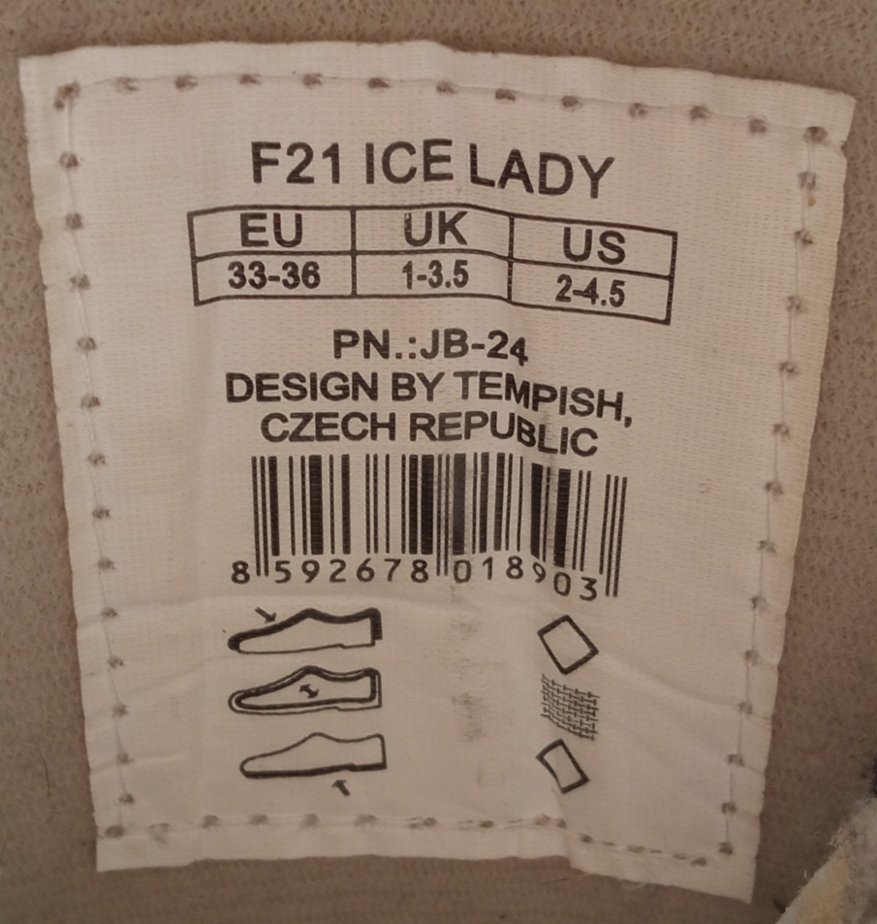 F21 ICE LADY
EU UK US
33-36 1-3.5 2-4.5
PN.:JB-24
DESIGN BY TEMPISH,
CZECH REPUBLIC
8 592678 018903